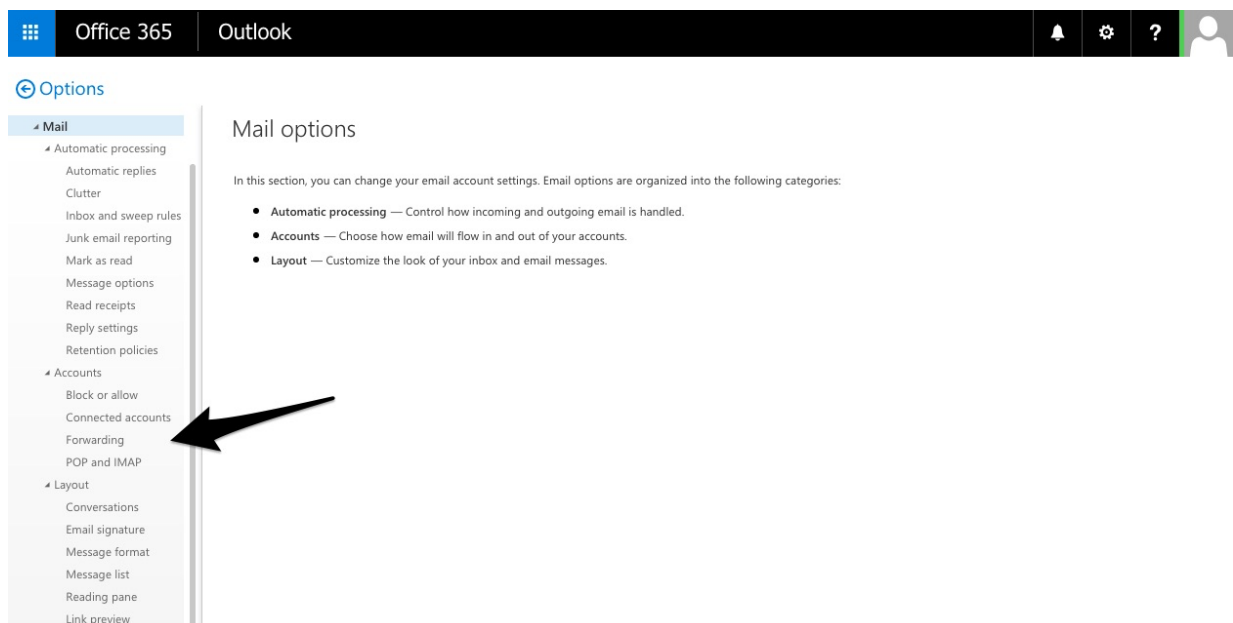 Office 365 Outlook ?
Options
Mail
Automatic processing
Automatic replies
Clutter
Inbox and sweep rules
Junk email reporting
Mark as read
Message options
Read receipts
Reply settings
Retention policies
Accounts
Block or allow
Connected accounts
Forwarding
POP and IMAP
Layout
Conversations
Email signature
Message format
Message list
Reading pane
Link preview
Mail options
In this section, you can change your email account settings. Email options are organized into the following categories:
• Automatic processing — Control how incoming and outgoing email is handled.
• Accounts — Choose how email will flow in and out of your accounts.
• Layout — Customize the look of your inbox and email messages.